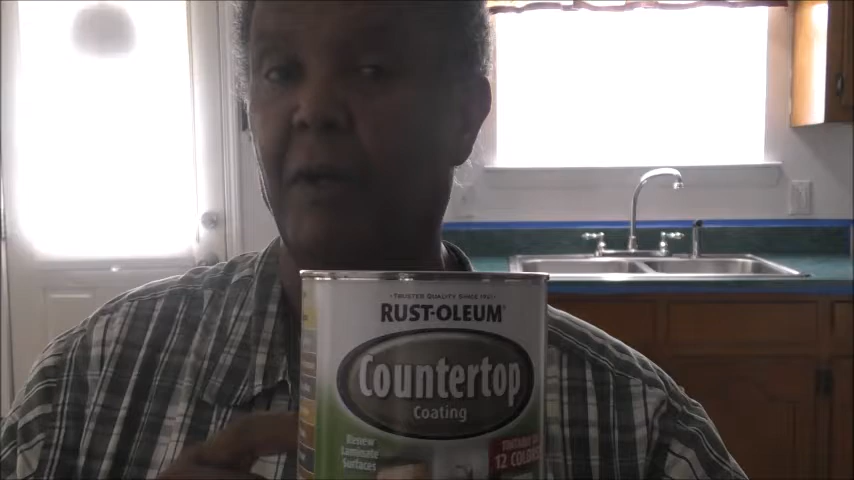 TRUSTED QUALITY SINCE 1921
RUST-OLEUM
Countertop
Coating
Renew
Laminate
Surfaces
12 COLORS